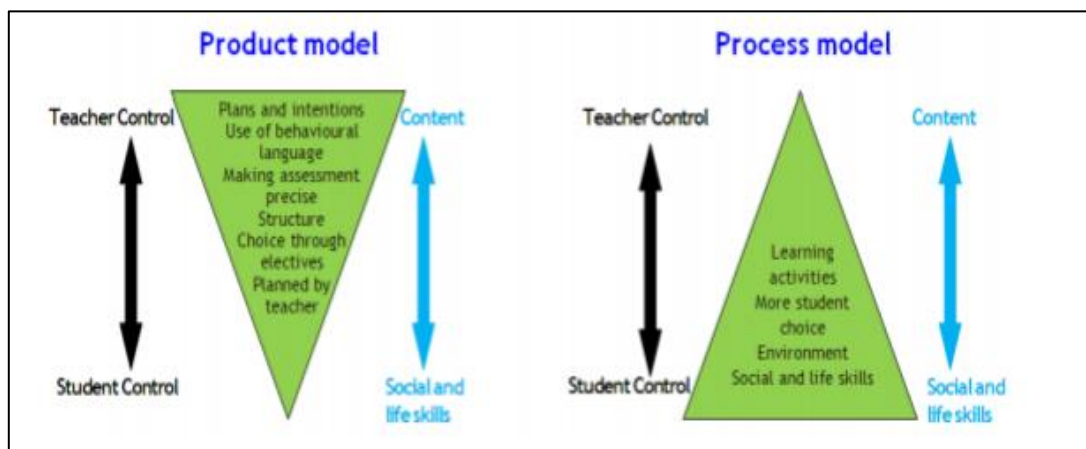 Product model
Teacher Control
Plans and intentions
Use of behavioural
language
Making assessment
precise
Structure
Choice through
electives
Planned by
teacher
Content
Student Control
Social and
life skills
Process model
Teacher Control
Content
Learning
activities
More student
choice
Environment
Social and life skills
Student Control
Social and
life skills